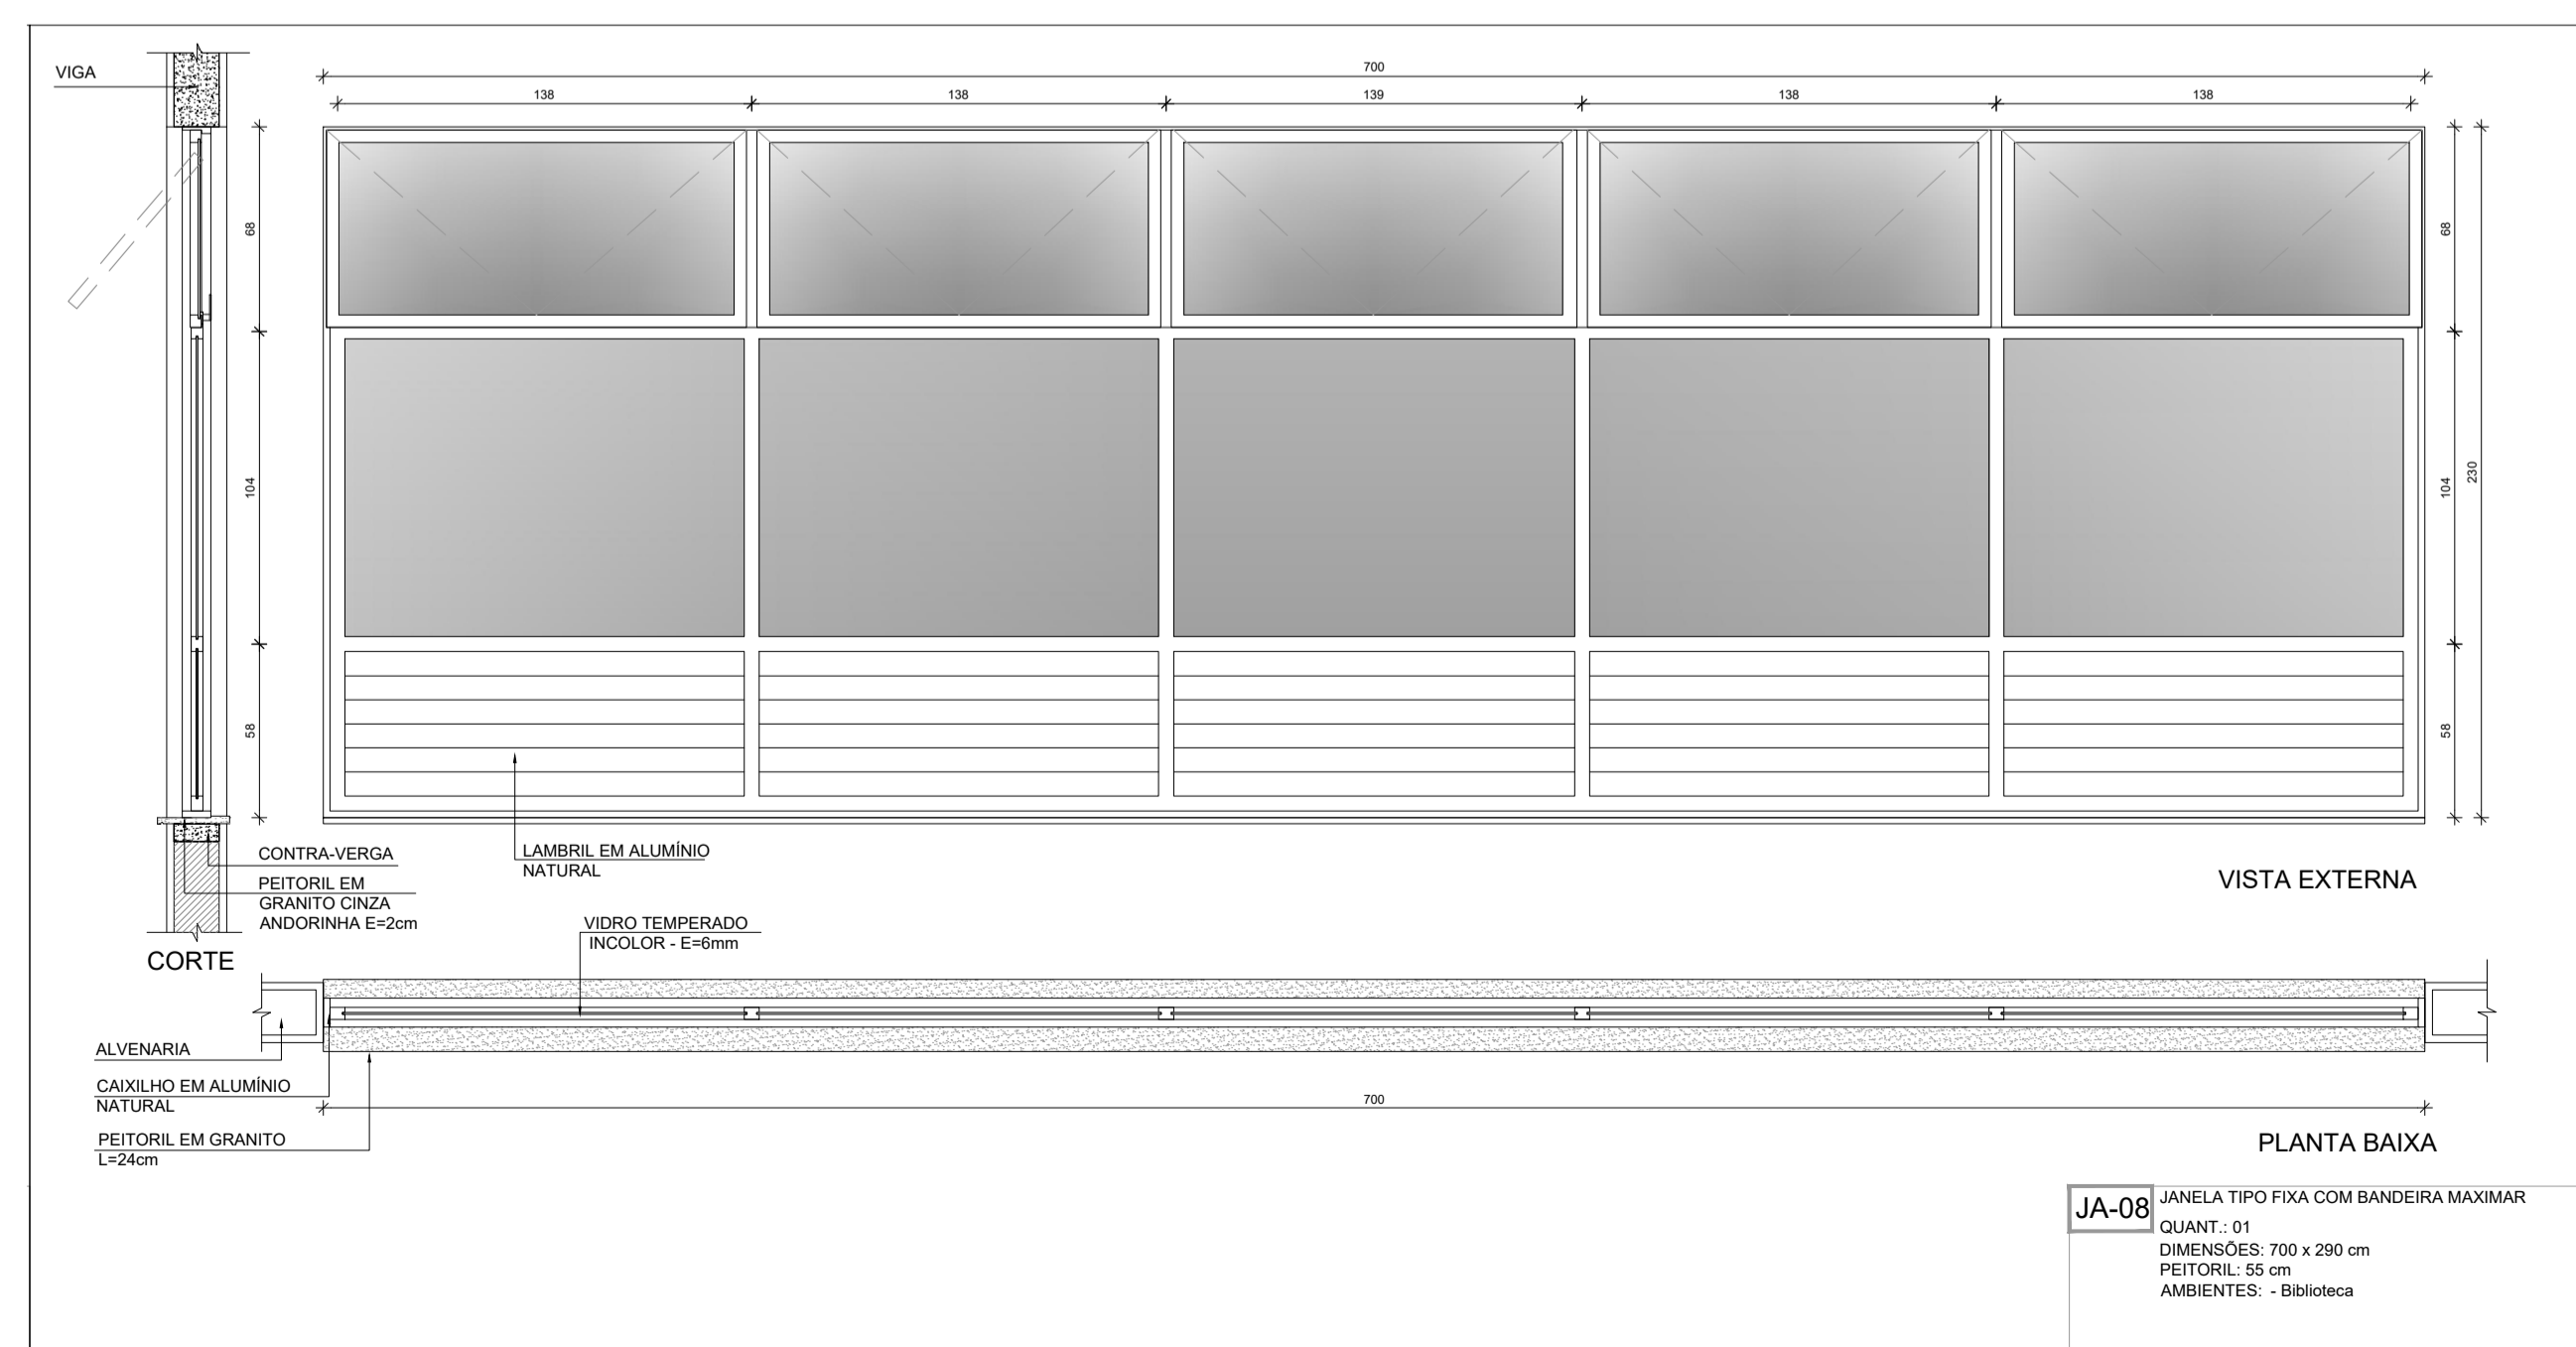 VIGA
700
138
138
139
138
138
68
104
58
68
104
58
230
CONTRA-VERGA
PEITORIL EM
GRANITO CINZA
ANDORINHA E=2cm
CORTE
LAMBRIL EM ALUMÍNIO
NATURAL
VISTA EXTERNA
VIDRO TEMPERADO
INCOLOR - E=6mm
ALVENARIA
CAIXILHO EM ALUMÍNIO
NATURAL
PEITORIL EM GRANITO
L=24cm
700
PLANTA BAIXA
JA-08
JANELA TIPO FIXA COM BANDEIRA MAXIMAR
QUANT.: 01
DIMENSÕES: 700 x 290 cm
PEITORIL: 55 cm
AMBIENTES:  - Biblioteca